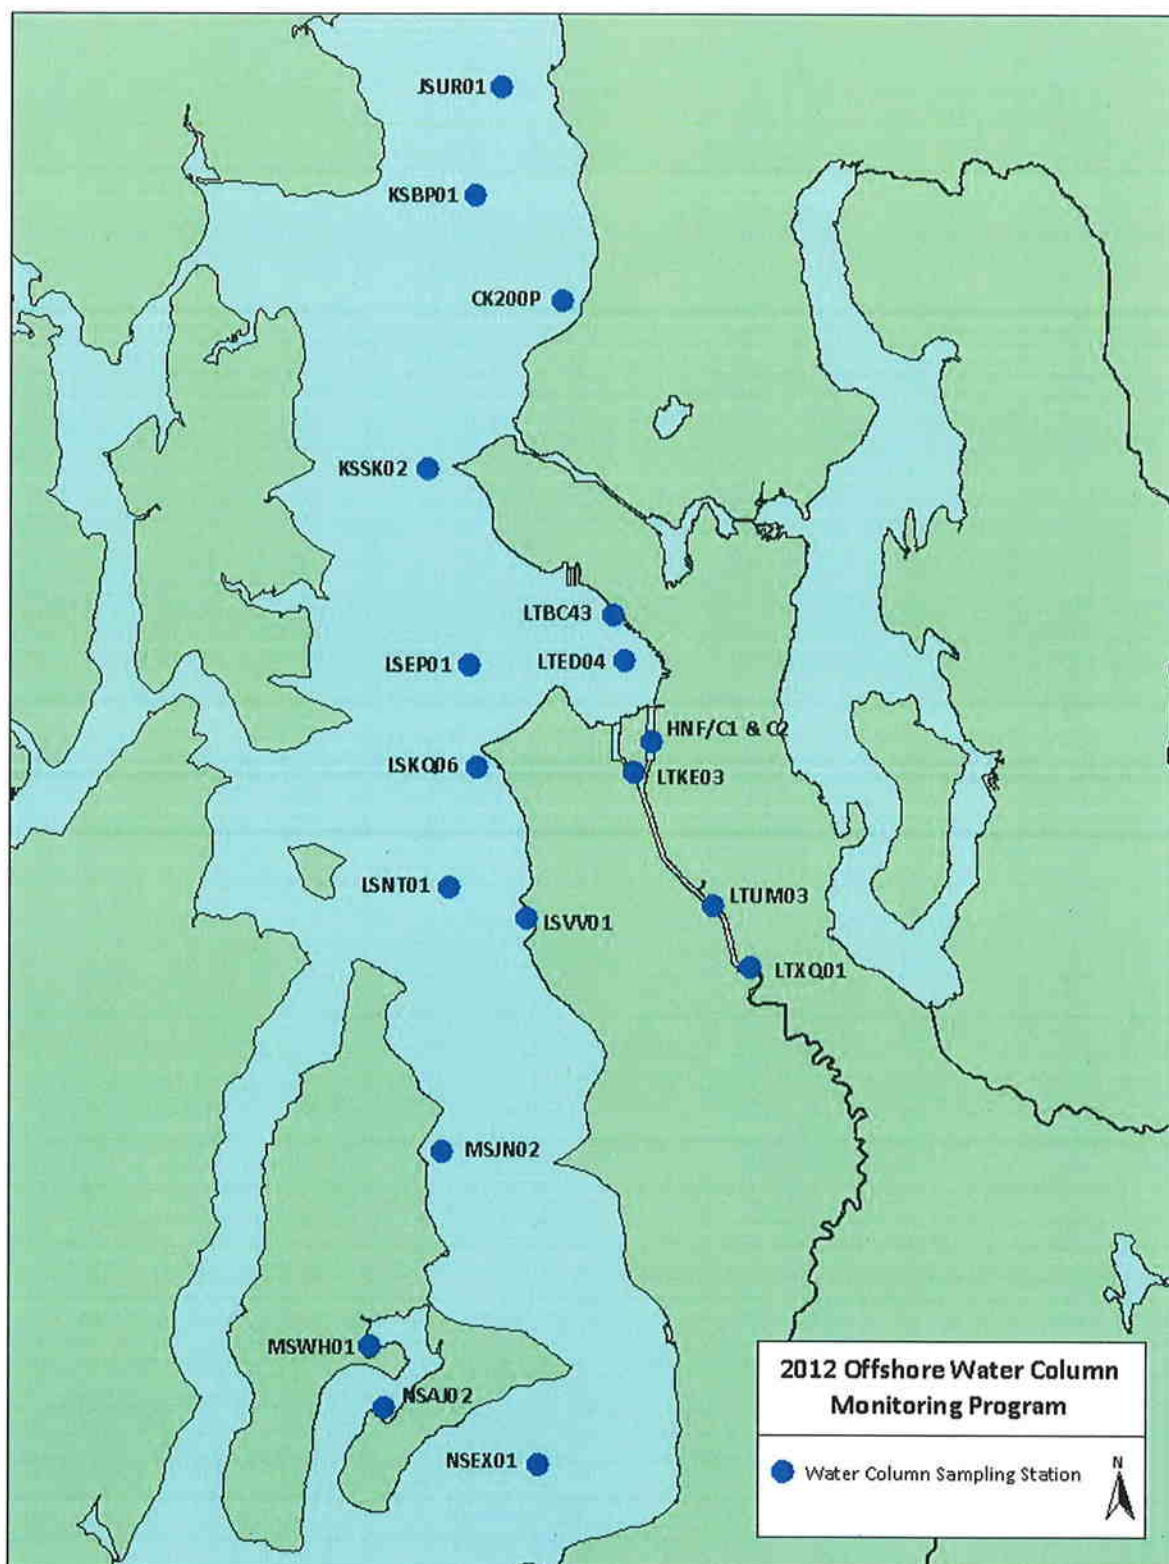 JSUR01
KSBP01
CK200P
KSSK02
LTBC43
LTED04
LSEP01
HNF/C1 & C2
LSKQ06
LTKE03
LSNT01
LTUM03
LSVV01
LTXQ01
MSJN02
MSWH01
NSAJ02
NSEX01
2012 Offshore Water Column
Monitoring Program
Water Column Sampling Station
N